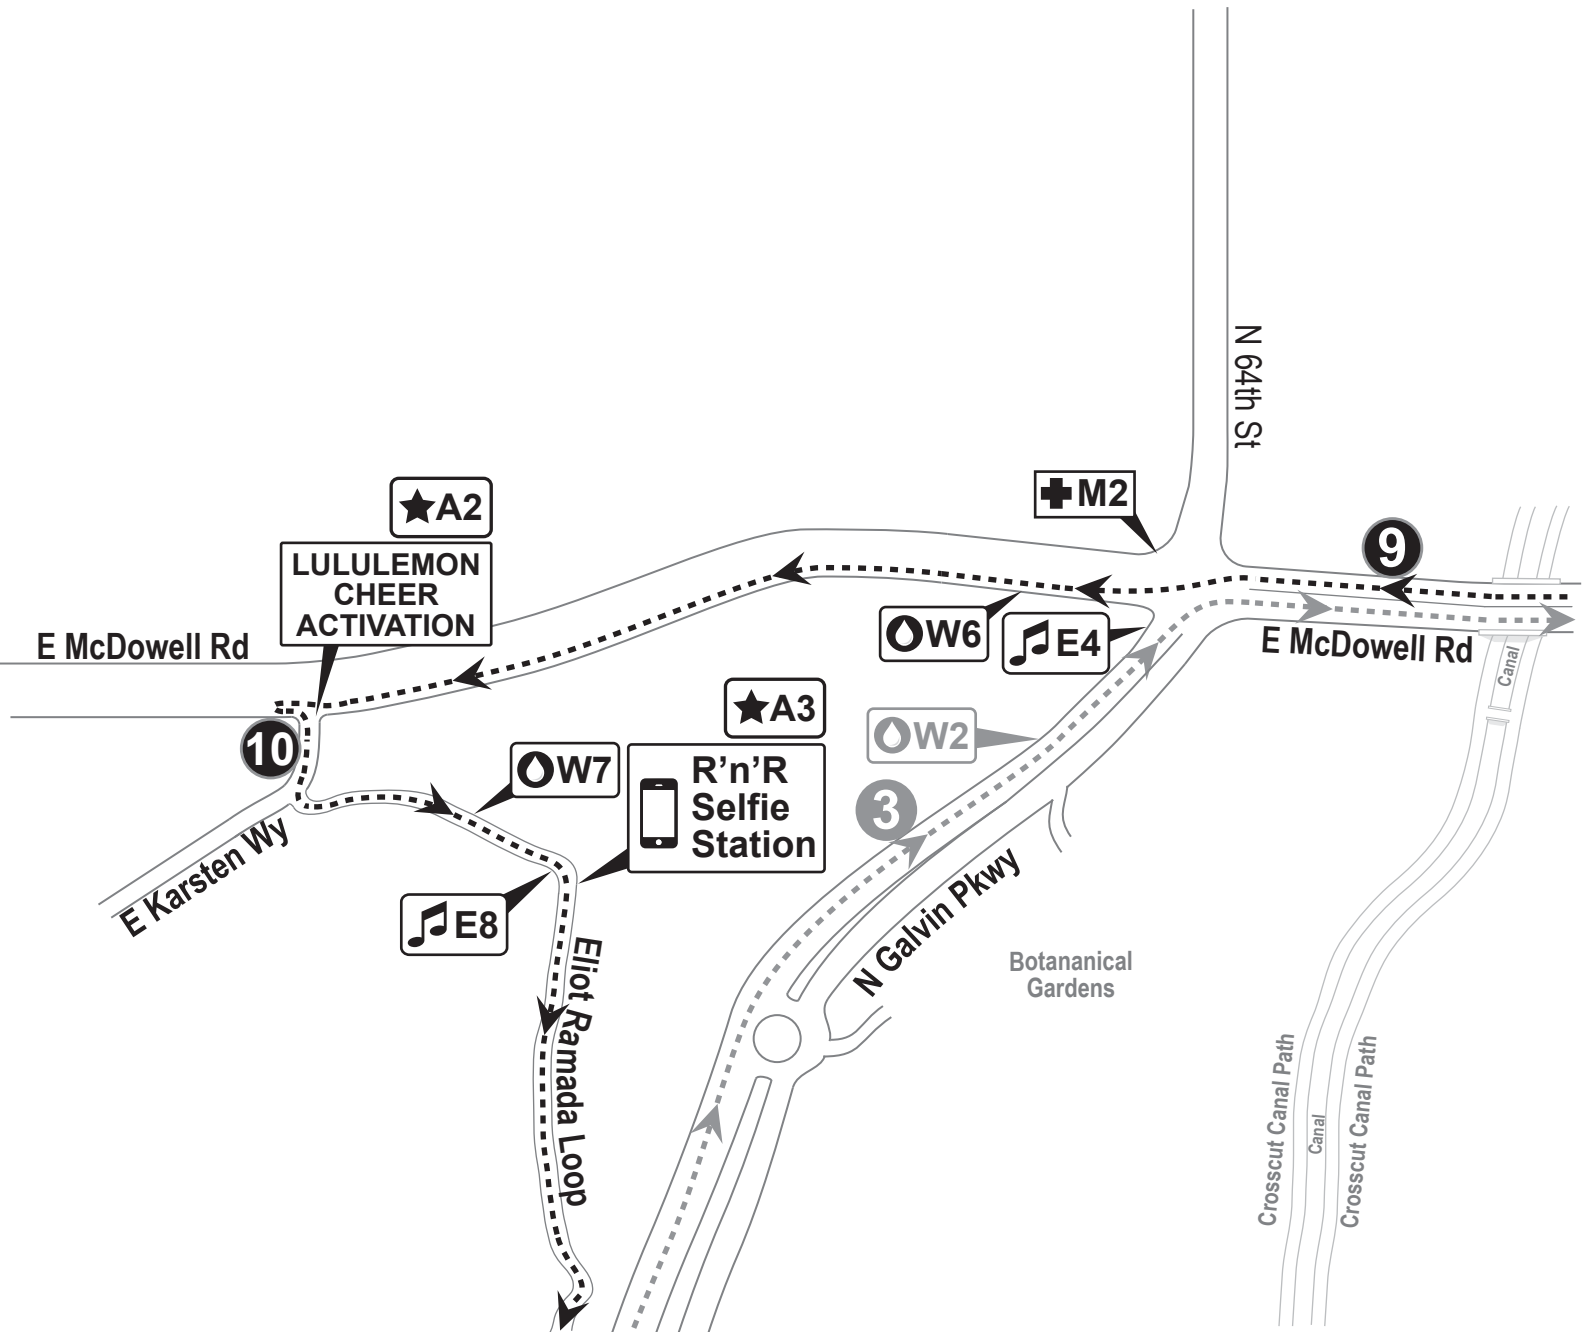 N 64th St
A2
M2
LULULEMON
CHEER
ACTIVATION
9
E McDowell Rd
W6
E4
E McDowell Rd
Canal
A3
W2
10
W7
R'n'R
Selfie
Station
3
E Karsten Wy
N Galvin Pkwy
E8
Eliot Ramada Loop
Botananical
Gardens
Crosscut Canal Path
Canal
Crosscut Canal Path